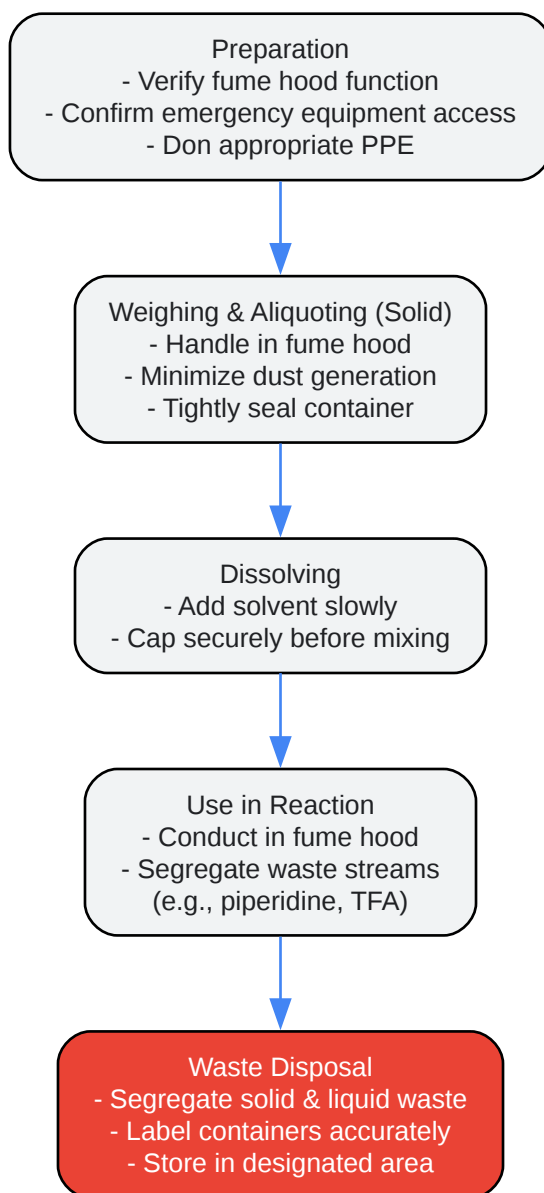 Preparation
- Verify fume hood function
- Confirm emergency equipment access
- Don appropriate PPE
Weighing & Aliquoting (Solid)
- Handle in fume hood
- Minimize dust generation
- Tightly seal container
Dissolving
- Add solvent slowly
- Cap securely before mixing
Use in Reaction
- Conduct in fume hood
- Segregate waste streams
(e.g., piperidine, TFA)
Waste Disposal
- Segregate solid & liquid waste
- Label containers accurately
- Store in designated area